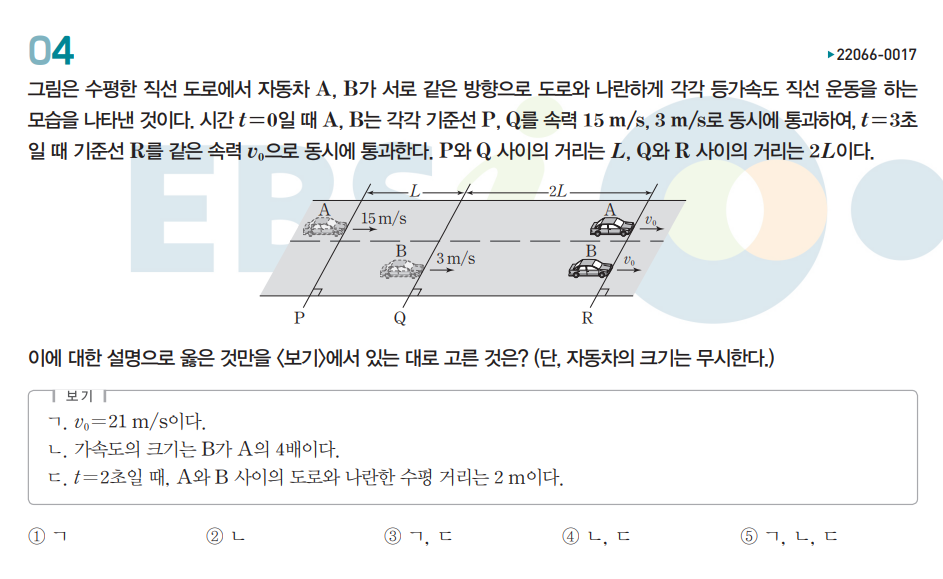 04
▶22066-0017
그림은 수평한 직선 도로에서 자동차 A, B가 서로 같은 방향으로 도로와 나란하게 각각 등가속도 직선 운동을 하는
모습을 나타낸 것이다. 시간 t=0일 때 A, B는 각각 기준선 P, Q를 속력 15 m/s, 3 m/s로 동시에 통과하여, t=3초
일 때 기준선 R를 같은 속력 v₀으로 동시에 통과한다. P와 Q 사이의 거리는 L, Q와 R 사이의 거리는 2L이다.
L
2L
A
15 m/s
A
v₀
B
3 m/s
B
v₀
P
Q
R
이에 대한 설명으로 옳은 것만을 〈보기〉에서 있는 대로 고른 것은? (단, 자동차의 크기는 무시한다.)
보기
ㄱ. v₀=21 m/s이다.
ㄴ. 가속도의 크기는 B가 A의 4배이다.
ㄷ. t=2초일 때, A와 B 사이의 도로와 나란한 수평 거리는 2 m이다.
① ㄱ ② ㄴ ③ ㄱ, ㄷ ④ ㄴ, ㄷ ⑤ ㄱ, ㄴ, ㄷ
EBSi